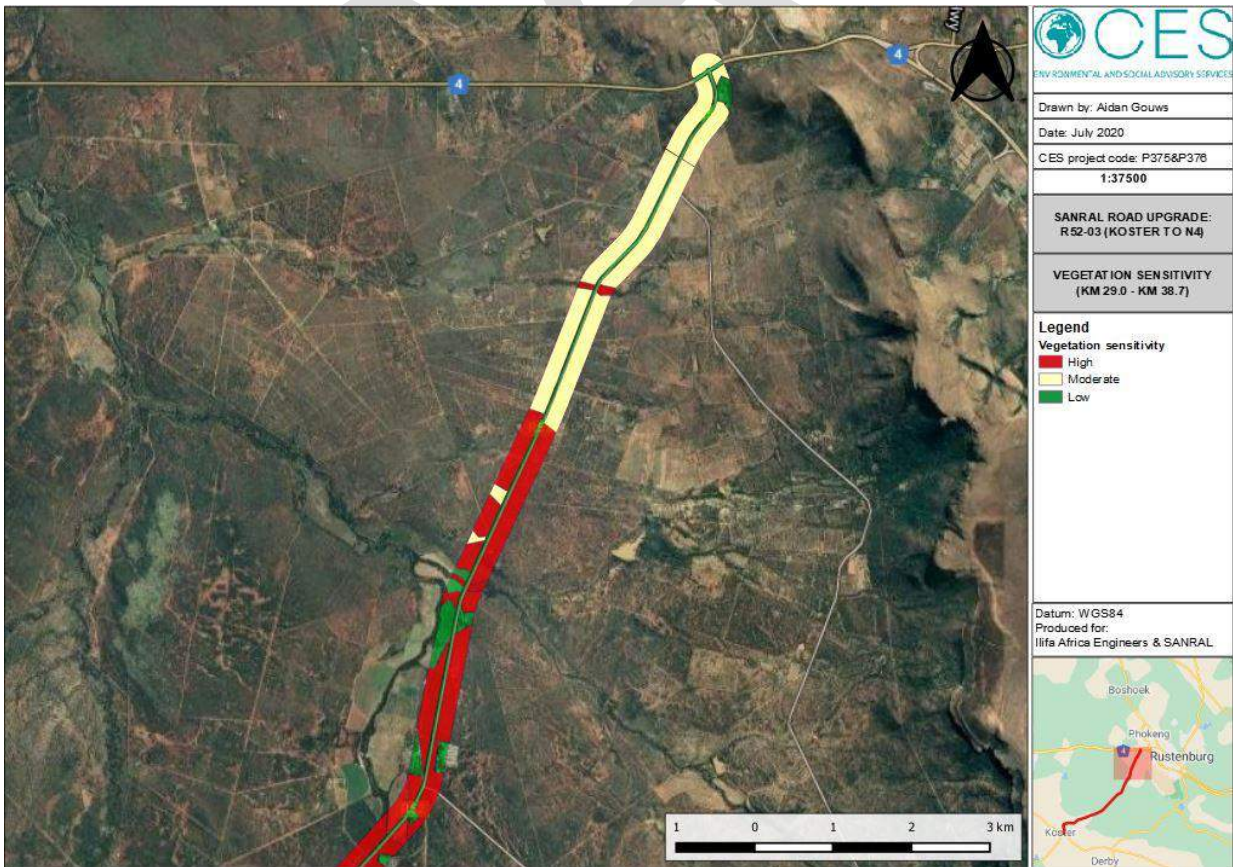 4
4
hwy
CES
ENVIRONMENTAL AND SOCIAL ADVISORY SERVICES
Drawn by: Aidan Gouws
Date: July 2020
CES project code: P375&P376
1:37500
SANRAL ROAD UPGRADE:
R52-03 (KOSTER TO N4)
VEGETATION SENSITIVITY
(KM 29.0 - KM 38.7)
Legend
Vegetation sensitivity
High
Moderate
Low
Datum: WGS84
Produced for:
Ilifa Africa Engineers & SANRAL
Boshoek
Phokeng
4
Rustenburg
Koster
Derby
1 0 1 2 3 km